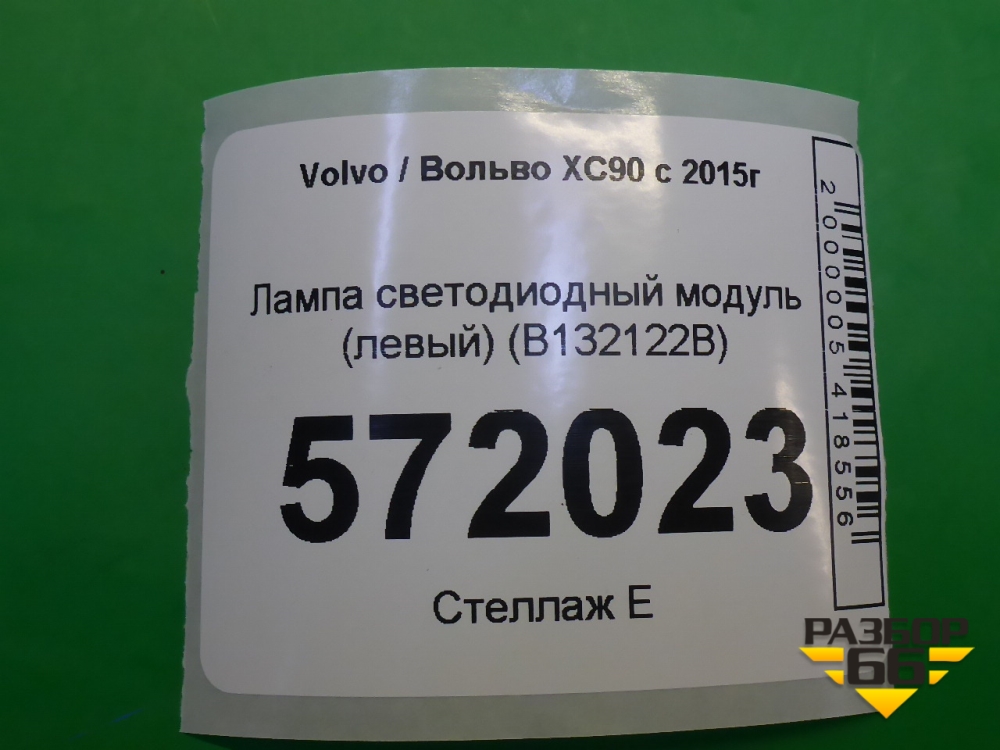 Volvo / Вольво XC90 с 2015г
Лампа светодиодный модуль
(левый) (B132122B)
572023
Стеллаж Е
2000005418556
РАЗБОР
66